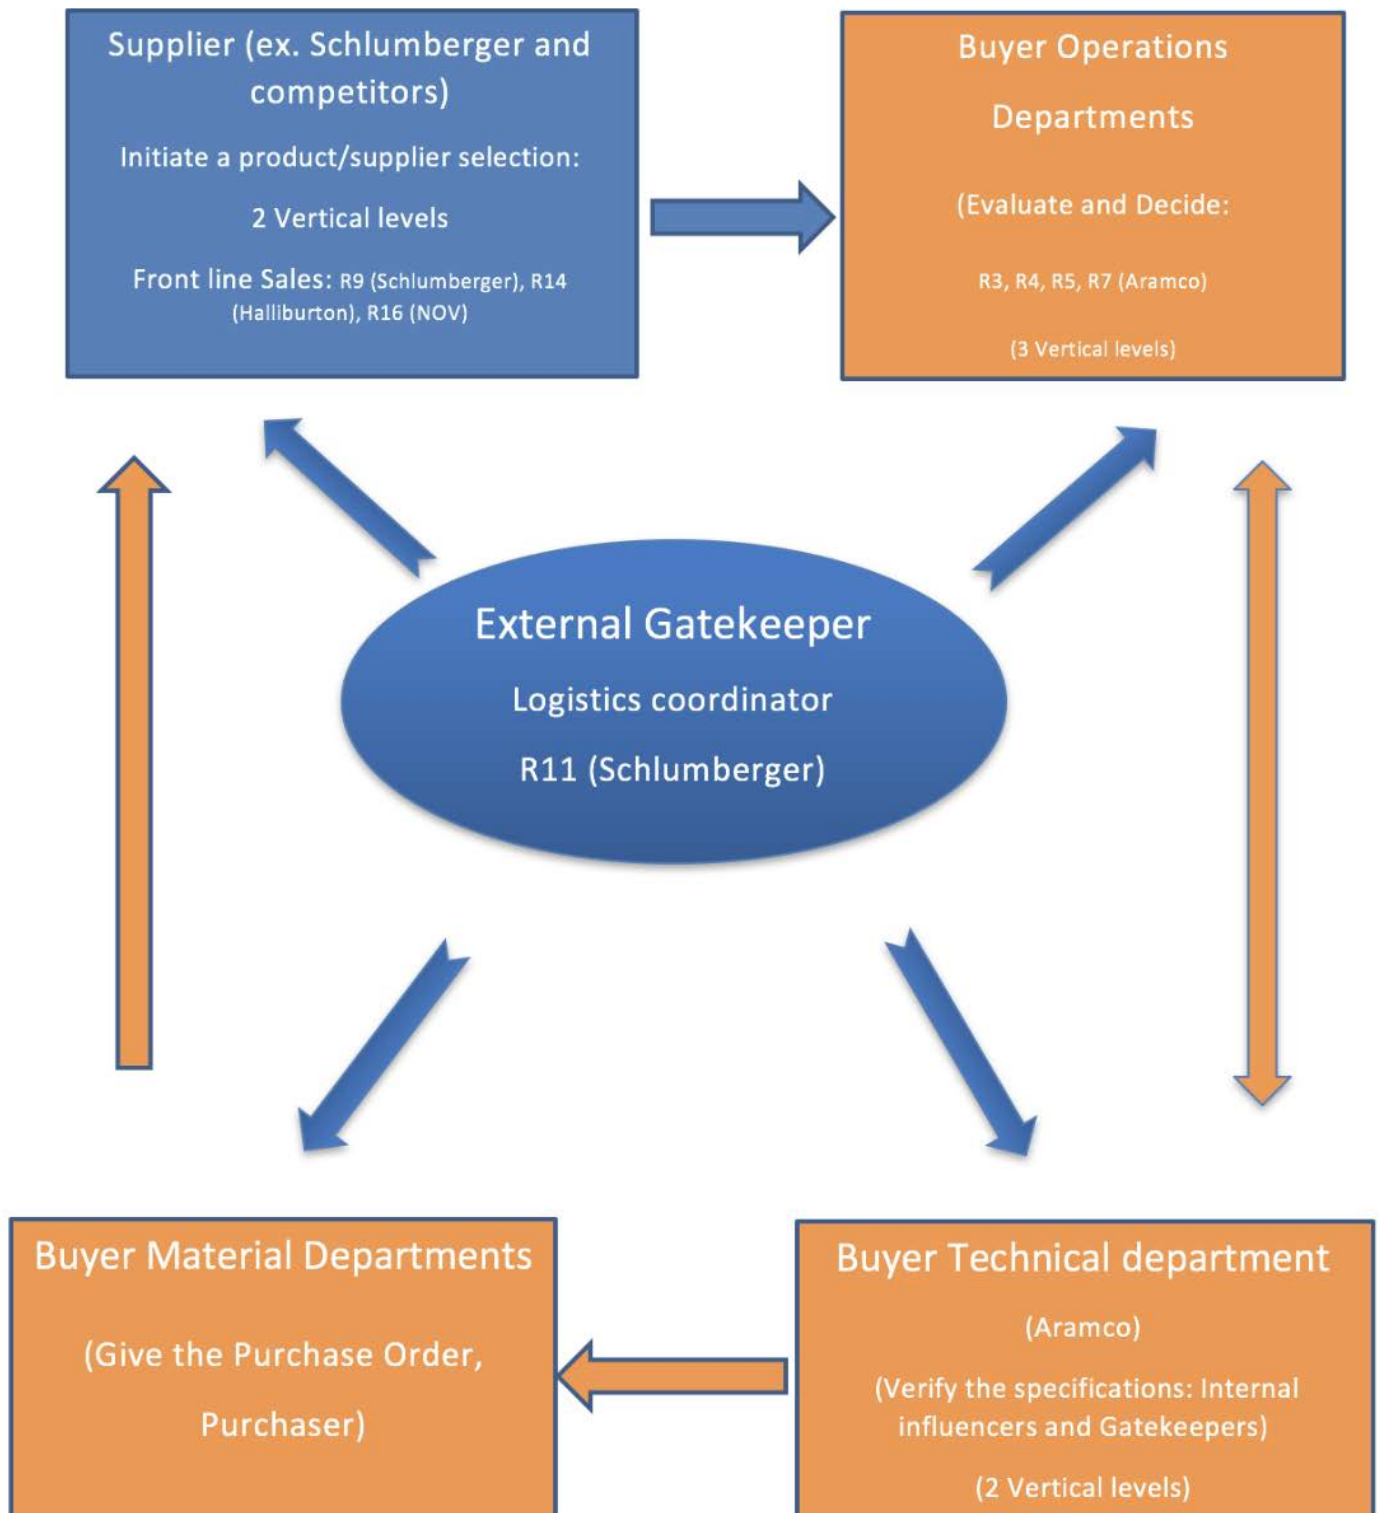 Supplier (ex. Schlumberger and
competitors)
Initiate a product/supplier selection:
2 Vertical levels
Front line Sales: R9 (Schlumberger), R14
(Halliburton), R16 (NOV)
Buyer Operations
Departments
(Evaluate and Decide:
R3, R4, R5, R7 (Aramco)
(3 Vertical levels)
External Gatekeeper
Logistics coordinator
R11 (Schlumberger)
Buyer Material Departments
(Give the Purchase Order,
Purchaser)
Buyer Technical department
(Aramco)
(Verify the specifications: Internal
influencers and Gatekeepers)
(2 Vertical levels)